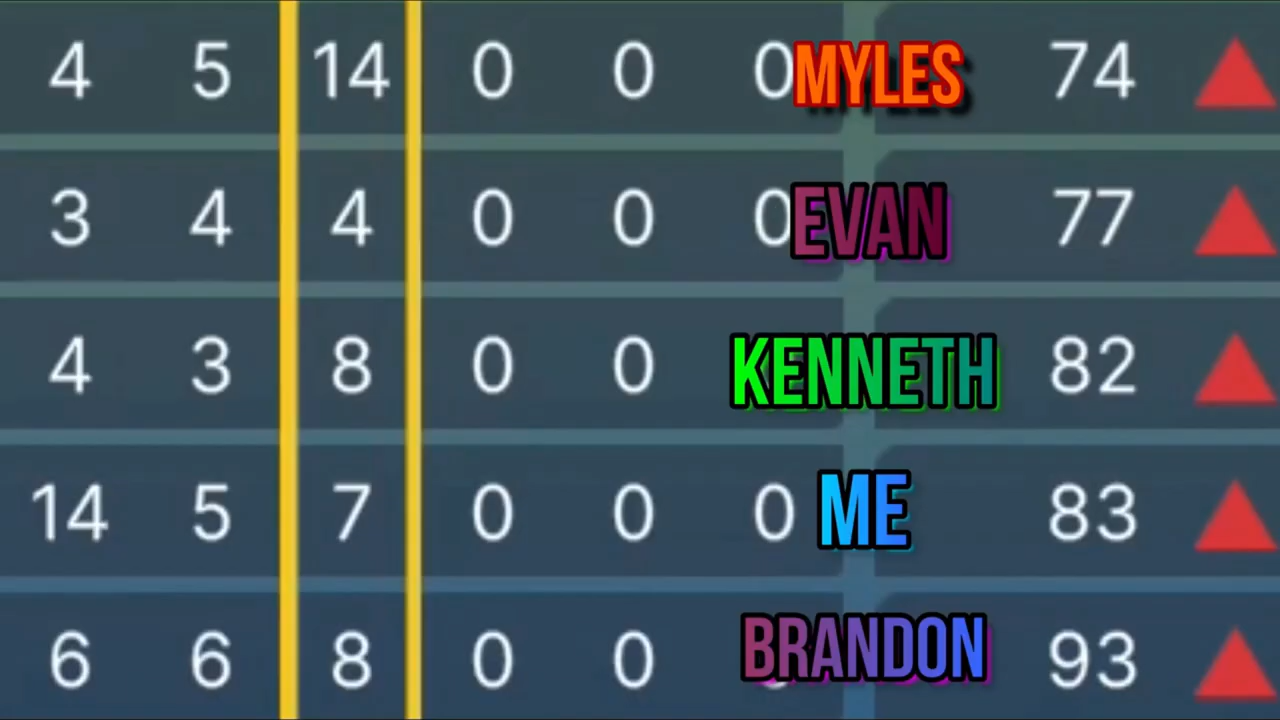 4 5 14 0 0 0 MYLES 74
3 4 4 0 0 0 EVAN 77
4 3 8 0 0 KENNETH 82
14 5 7 0 0 0 ME 83
6 6 8 0 0 BRANDON 93